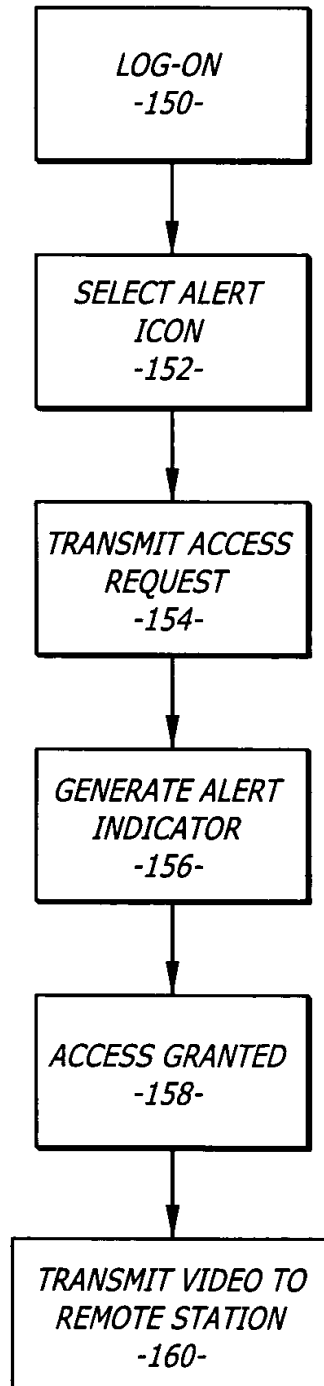 LOG-ON
-150-
SELECT ALERT
ICON
-152-
TRANSMIT ACCESS
REQUEST
-154-
GENERATE ALERT
INDICATOR
-156-
ACCESS GRANTED
-158-
TRANSMIT VIDEO TO
REMOTE STATION
-160-